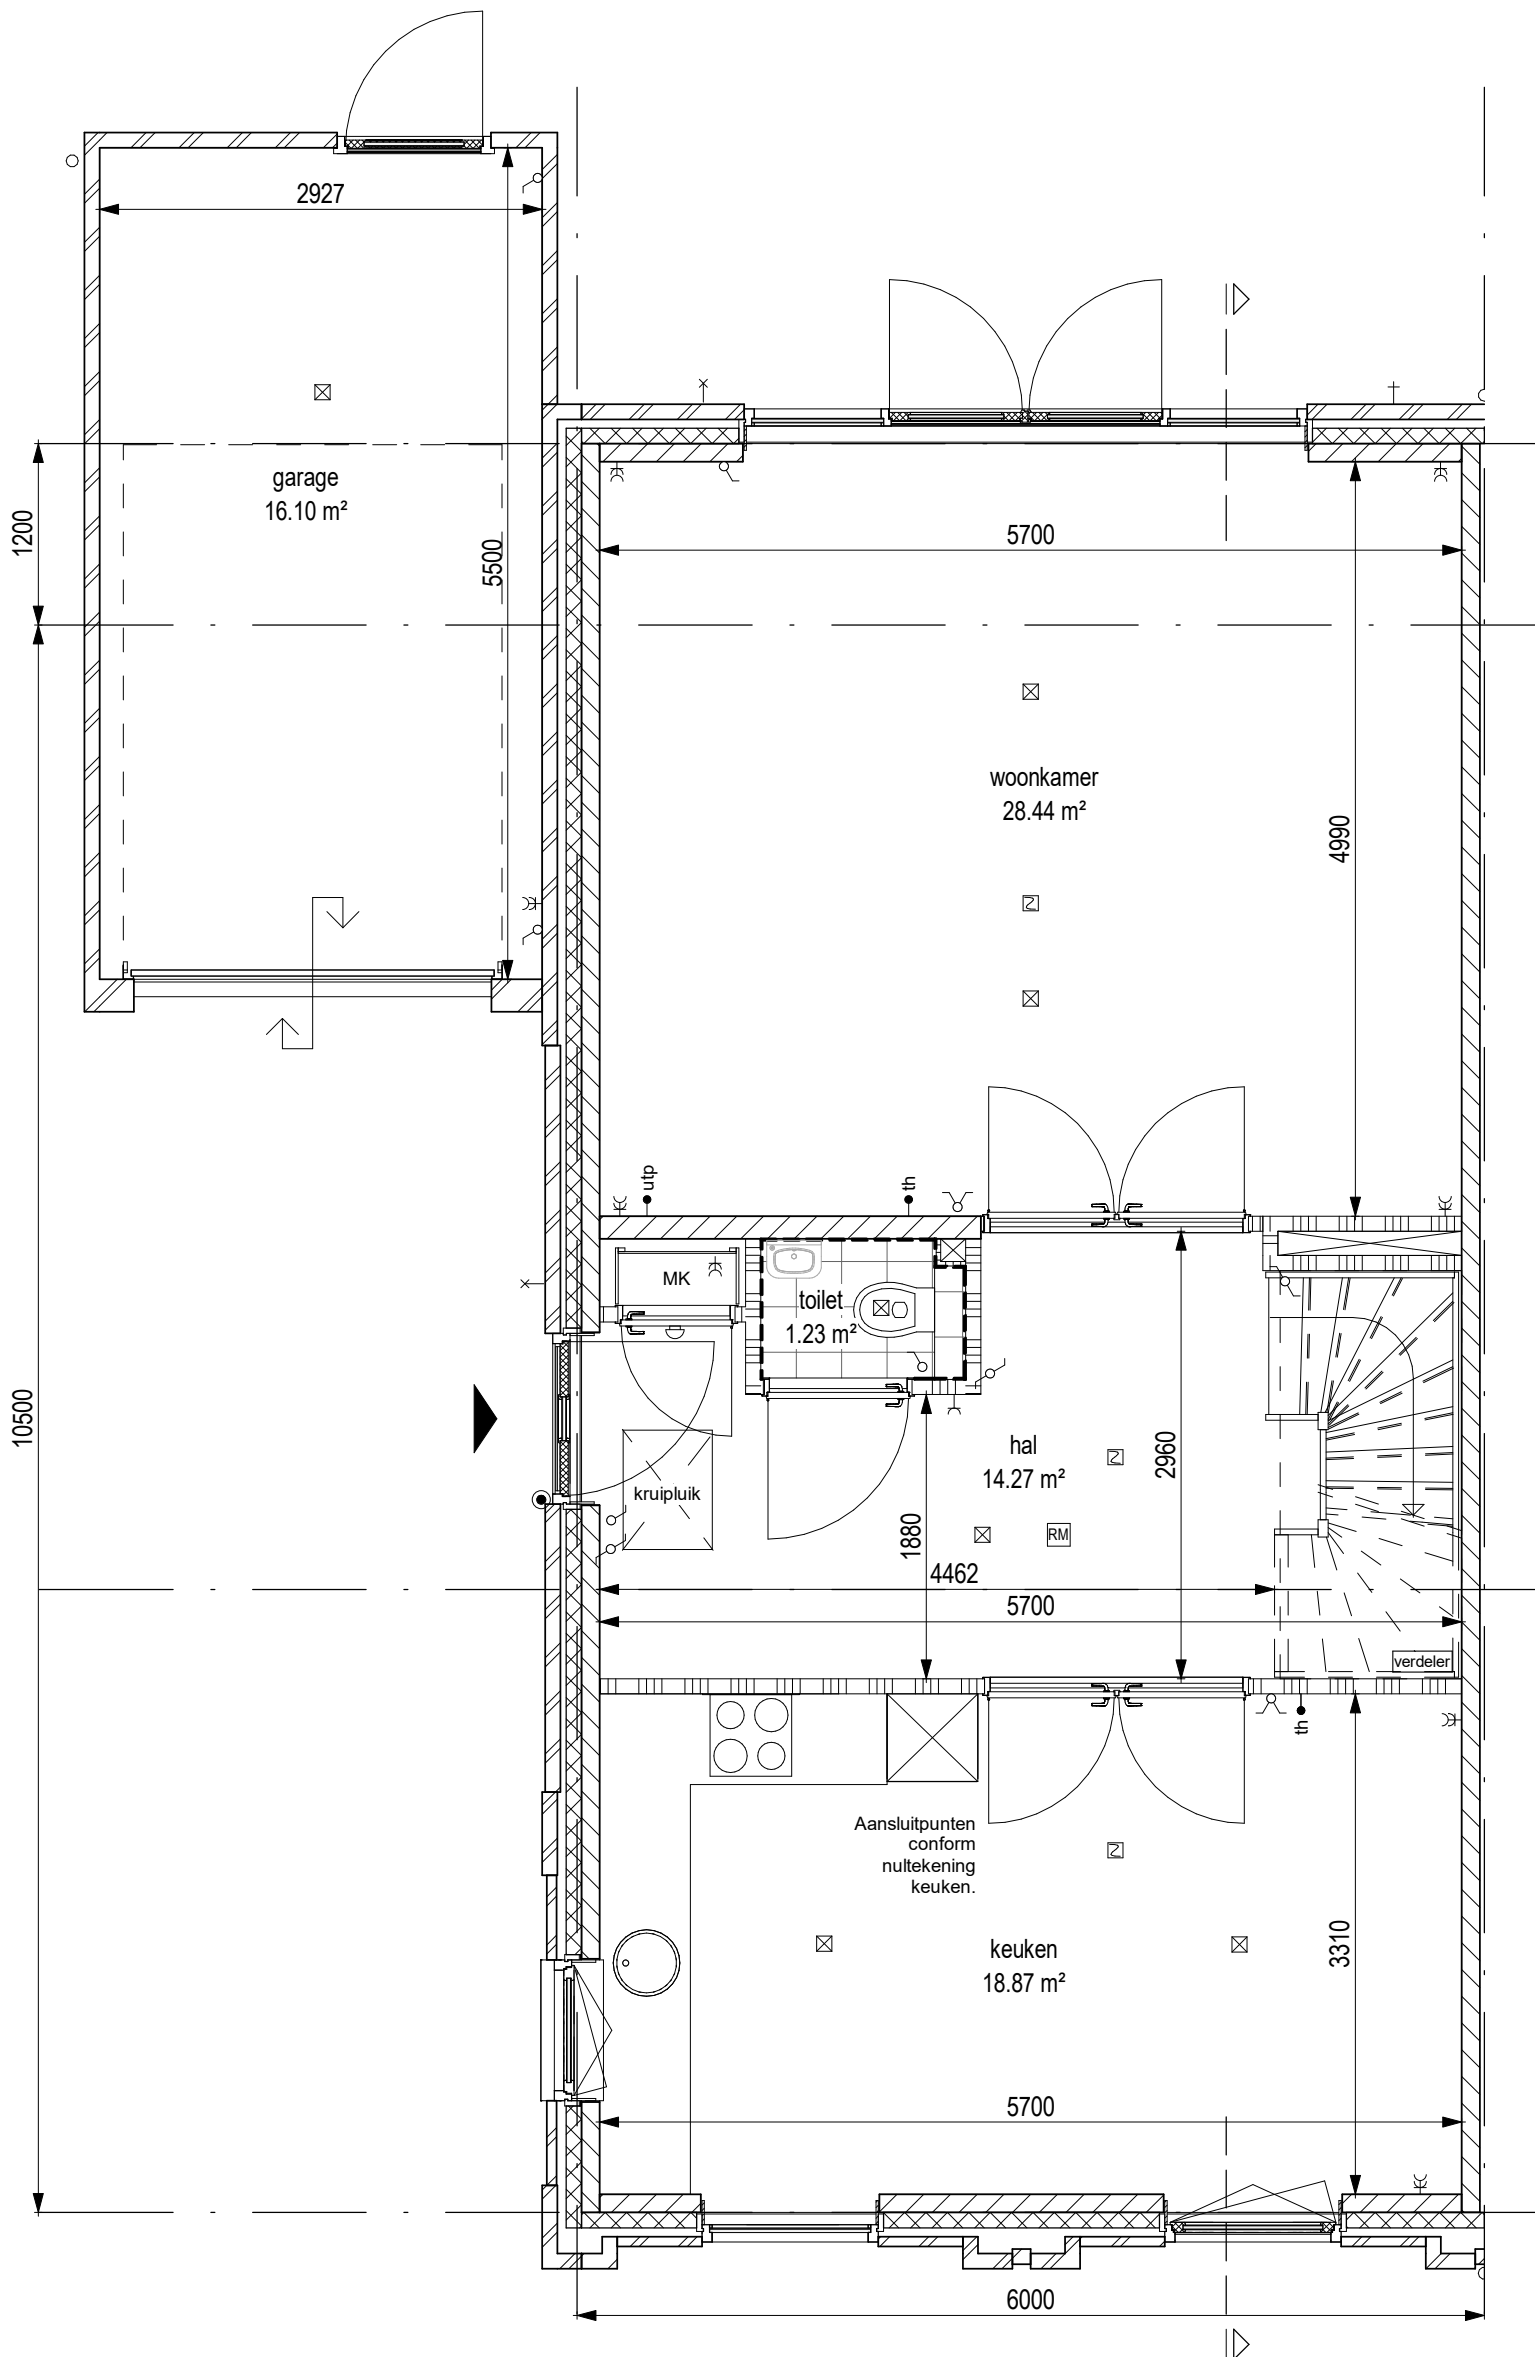 2927
garage
16.10 m²
1200
5500
5700
woonkamer
28.44 m²
4990
utp
th
MK
toilet
1.23 m²
10500
kruipluik
hal
14.27 m²
2960
1880
RM
4462
5700
verdeler
th
Aansluitpunten
conform
nultekening
keuken.
keuken
18.87 m²
3310
5700
6000